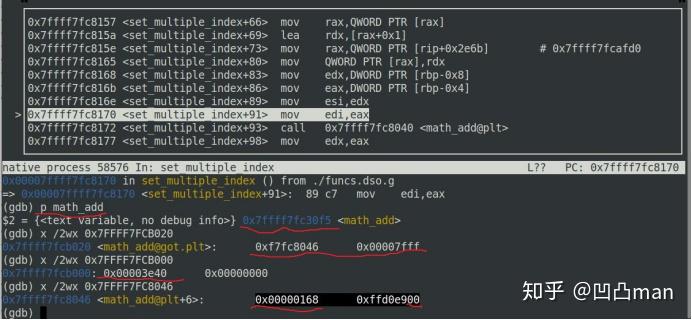 0x7ffff7fc8157 <set_multiple_index+66> mov rax,QWORD PTR [rax]
0x7ffff7fc815a <set_multiple_index+69> lea rdx,[rax+0x1]
0x7ffff7fc815e <set_multiple_index+73> mov rax,QWORD PTR [rip+0x2e6b] # 0x7ffff7fcafd0
0x7ffff7fc8165 <set_multiple_index+80> mov QWORD PTR [rax],rdx
0x7ffff7fc8168 <set_multiple_index+83> mov edx,DWORD PTR [rbp-0x8]
0x7ffff7fc816b <set_multiple_index+86> mov eax,DWORD PTR [rbp-0x4]
0x7ffff7fc816e <set_multiple_index+89> mov esi,edx
> 0x7ffff7fc8170 <set_multiple_index+91> mov edi,eax
0x7ffff7fc8172 <set_multiple_index+93> call 0x7ffff7fc8040 <math_add@plt>
0x7ffff7fc8177 <set_multiple_index+98> mov edx,eax
native process 58576 In: set_multiple_index L?? PC: 0x7ffff7fc8170
0x00007ffff7fc8170 in set_multiple_index () from ./funcs.dso.g
=> 0x00007ffff7fc8170 <set_multiple_index+91>: 89 c7 mov edi,eax
(gdb) p math_add
$2 = {<text variable, no debug info>} 0x7ffff7fc30f5 <math_add>
(gdb) x /2wx 0x7FFFF7FCB020
0x7ffff7fcb020 <math_add@got.plt>: 0xf7fc8046 0x00007fff
(gdb) x /2wx 0x7FFFF7FCB000
0x7ffff7fcb000: 0x00003e40 0x00000000
(gdb) x /2wx 0x7FFFF7FC8046
0x7ffff7fc8046 <math_add@plt+6>: 0x00000168 0xffd0e900
(gdb)
知乎 @凹凸man